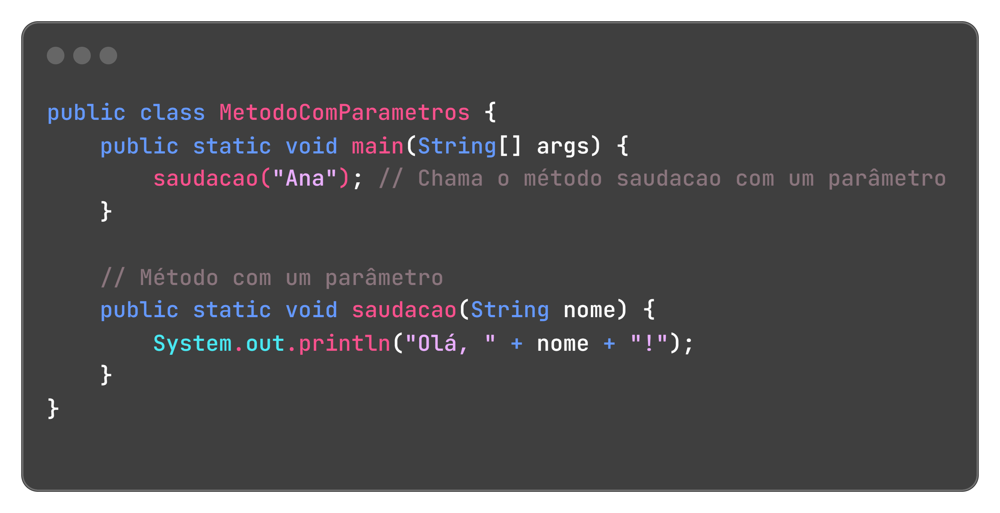 public class MetodoComParametros {
    public static void main(String[] args) {
        saudacao("Ana"); // Chama o método saudacao com um parâmetro
    }

    // Método com um parâmetro
    public static void saudacao(String nome) {
        System.out.println("Olá, " + nome + "!");
    }
}